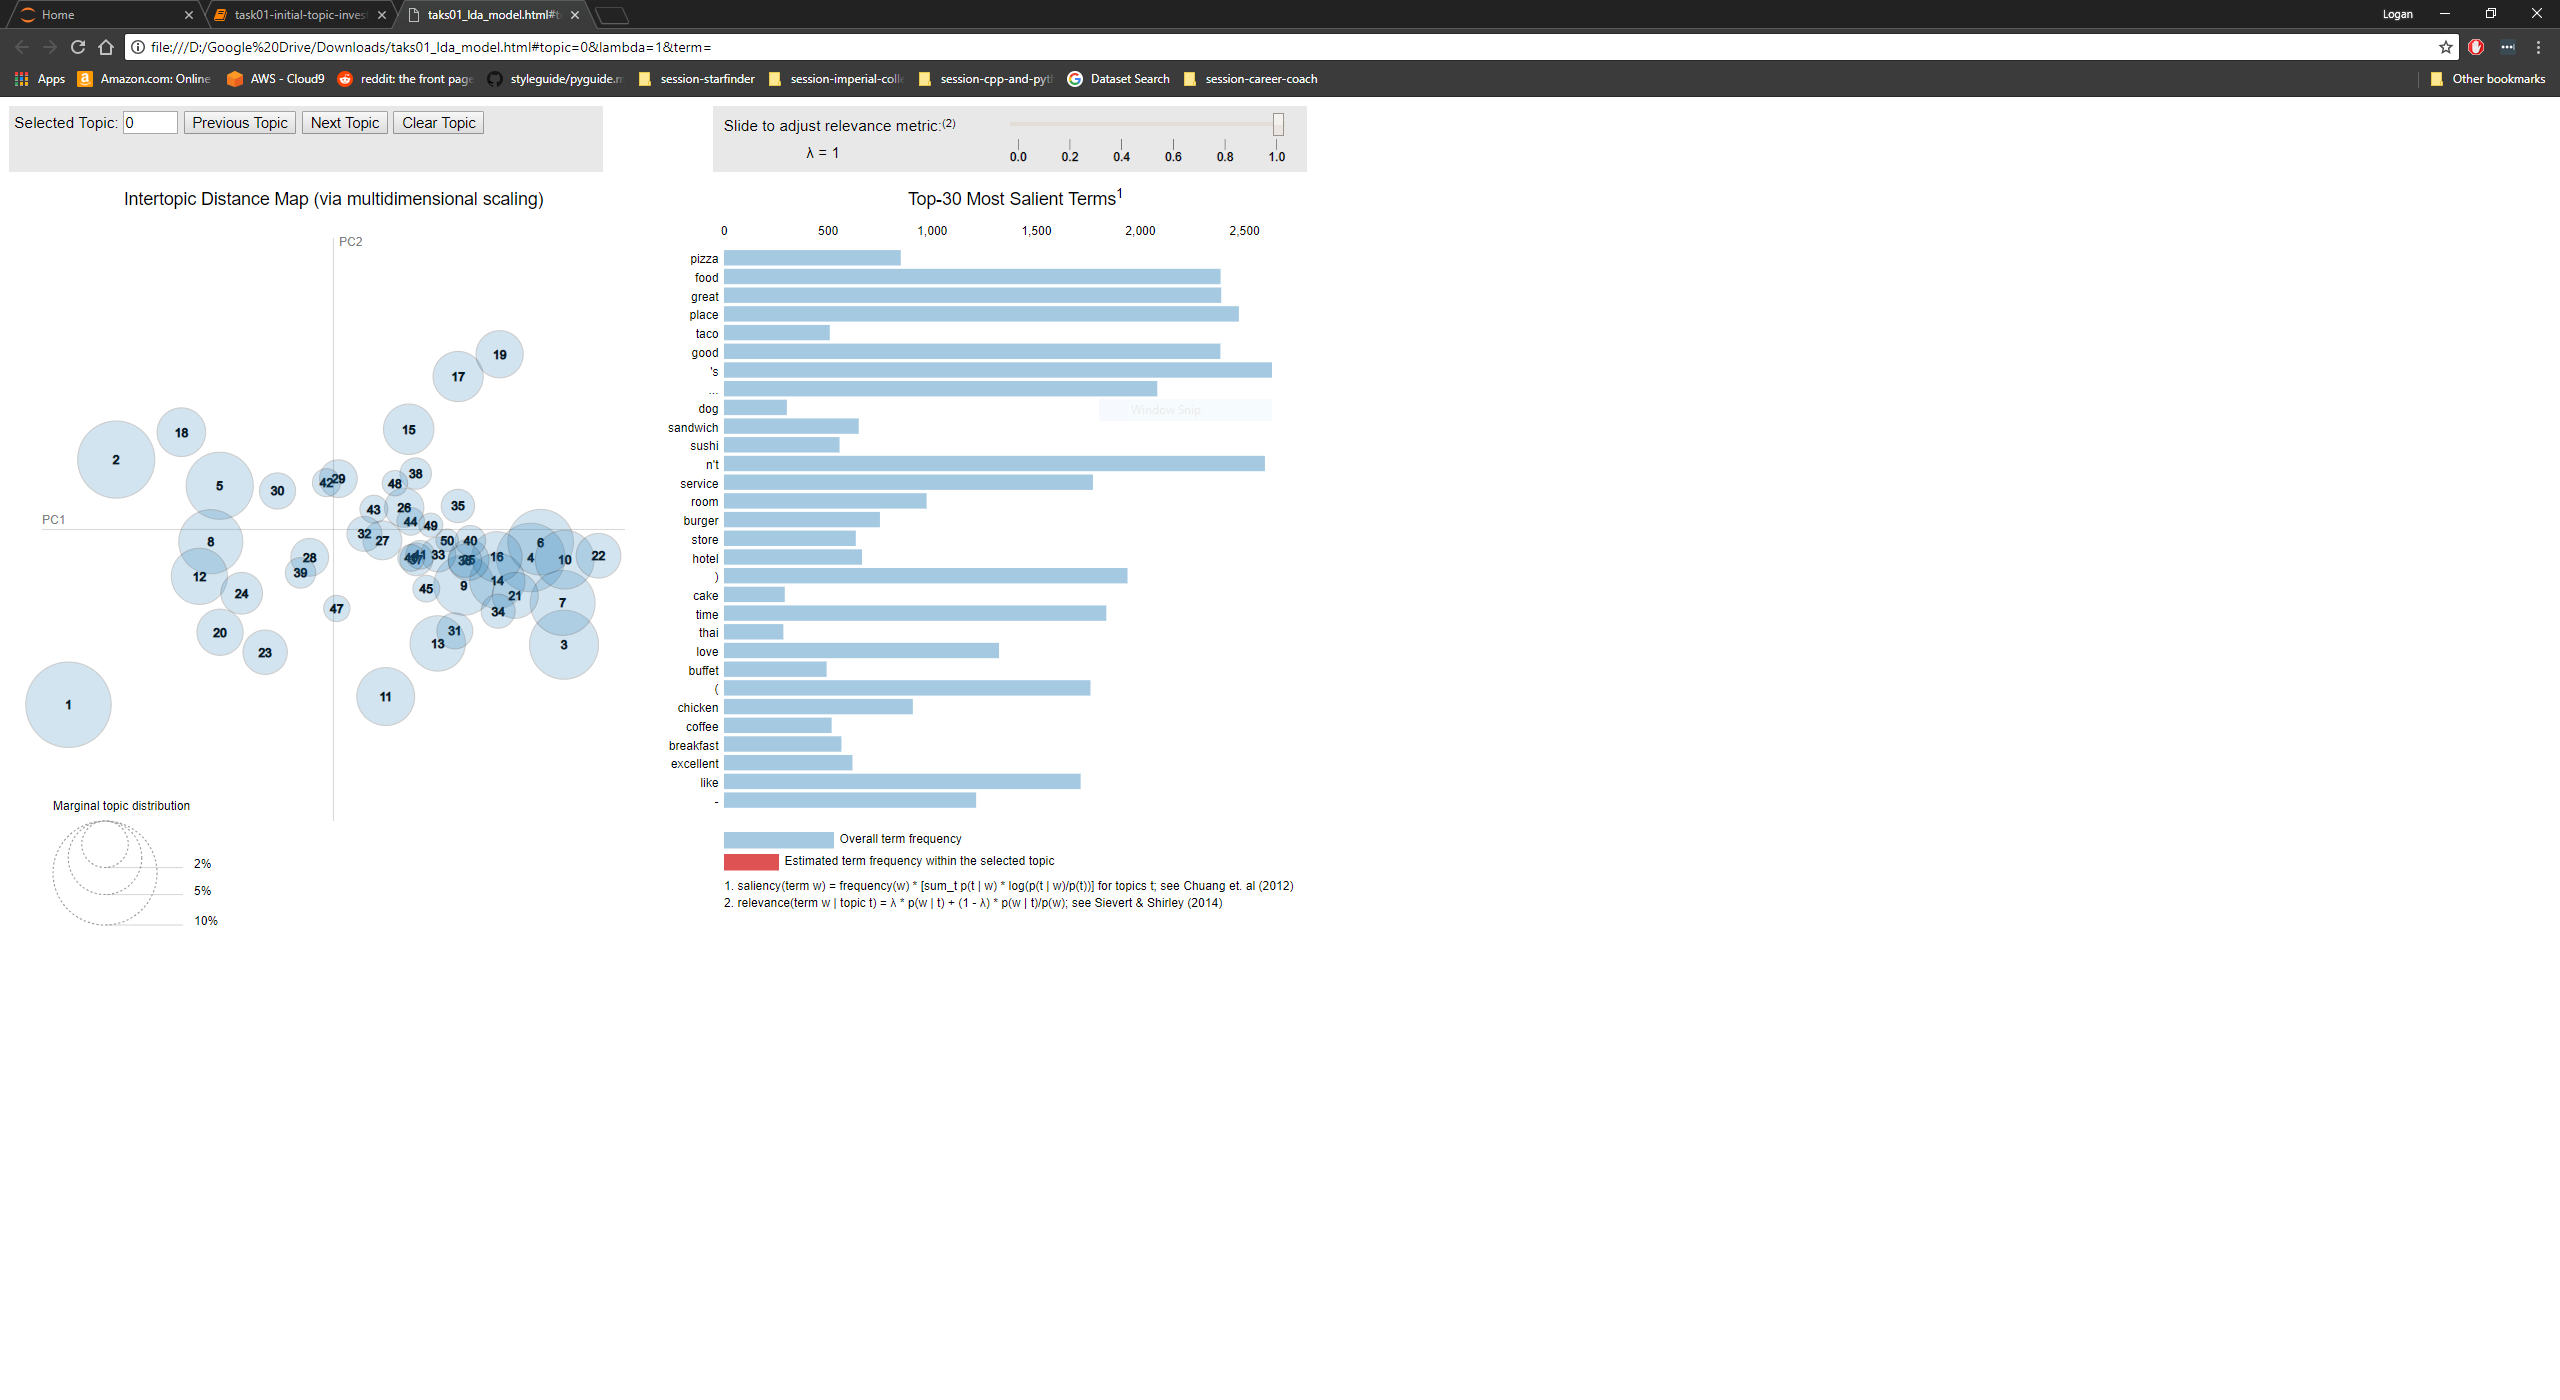 Home
task01-initial-topic-inves
taks01_lda_model.html#t
Logan
file:///D:/Google%20Drive/Downloads/taks01_lda_model.html#topic=0&lambda=1&term=
Apps
Amazon.com: Online
AWS - Cloud9
reddit: the front page
styleguide/pyguide.m
session-starfinder
session-imperial-colle
session-cpp-and-pyth
Dataset Search
session-career-coach
Other bookmarks
Selected Topic: 0 Previous Topic Next Topic Clear Topic
Slide to adjust relevance metric:(2)
λ = 1
0.0 0.2 0.4 0.6 0.8 1.0
Intertopic Distance Map (via multidimensional scaling)
PC2
PC1
19
17
15
18
2
5
30
42
29
38
48
35
43
26
44
49
32
27
8
28
39
12
24
20
23
1
47
11
41
37
33
50
40
36
25
16
6
4
10
22
14
9
45
21
34
7
31
13
3
Marginal topic distribution
2%
5%
10%
Top-30 Most Salient Terms1
0 500 1,000 1,500 2,000 2,500
pizza
food
great
place
taco
good
's
...
dog
Window Snip
sandwich
sushi
n't
service
room
burger
store
hotel
)
cake
time
thai
love
buffet
(
chicken
coffee
breakfast
excellent
like
-
Overall term frequency
Estimated term frequency within the selected topic
1. saliency(term w) = frequency(w) * [sum_t p(t | w) * log(p(t | w)/p(t))] for topics t; see Chuang et. al (2012)
2. relevance(term w | topic t) = λ * p(w | t) + (1 - λ) * p(w | t)/p(w); see Sievert & Shirley (2014)